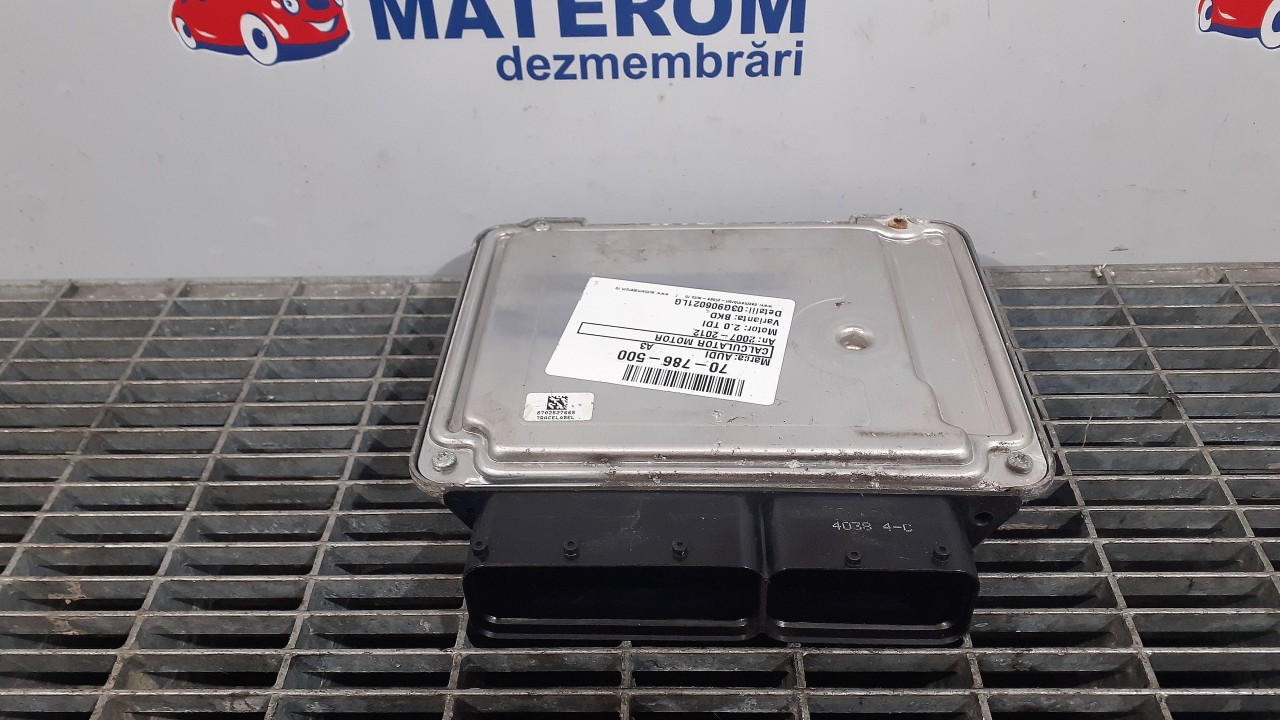 MATEROM
dezmembrări
70-786-500
Marca: AUDI A3
CALCULATOR MOTOR
An: 2007-2012
Motor: 2.0 TDI
Varianta: BKD
Detalii: 03G906021LG
6702527665
TRACELABEL
4038 4-C